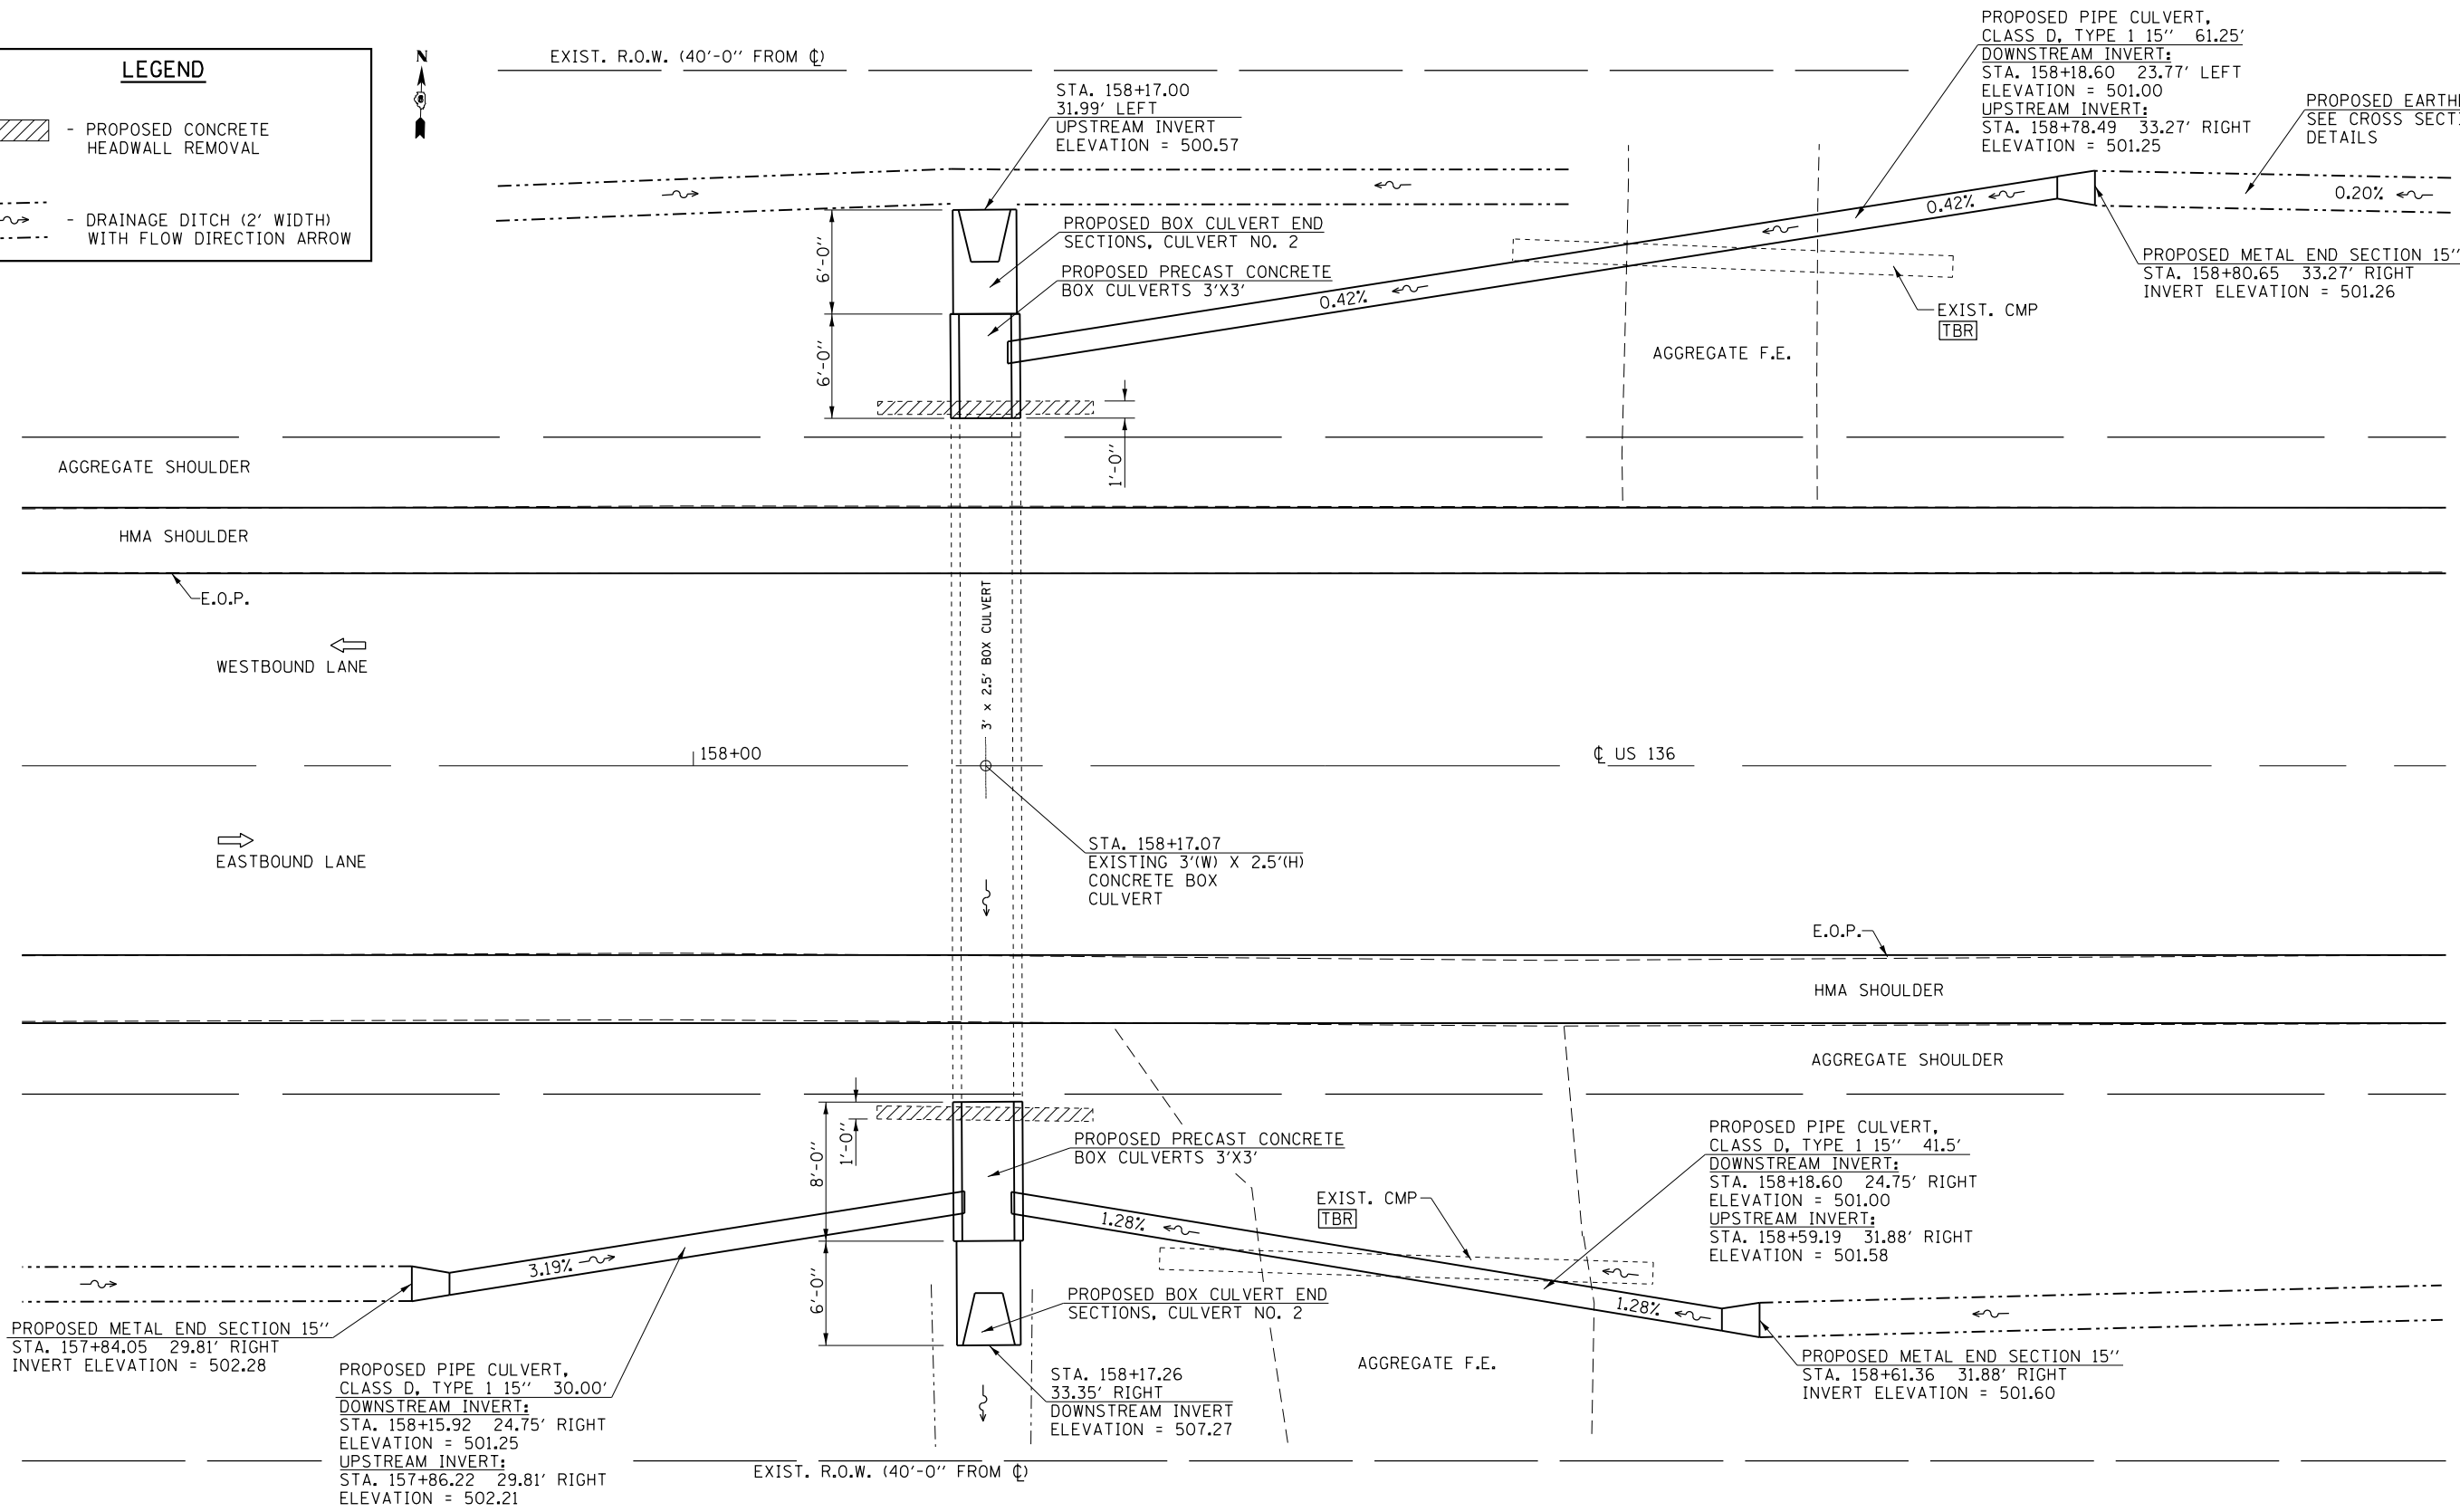 LEGEND
- PROPOSED CONCRETE
HEADWALL REMOVAL
- DRAINAGE DITCH (2' WIDTH)
WITH FLOW DIRECTION ARROW
N
EXIST. R.O.W. (40'-0" FROM ℄)
STA. 158+17.00
31.99' LEFT
UPSTREAM INVERT
ELEVATION = 500.57
PROPOSED PIPE CULVERT,
CLASS D, TYPE 1 15" 61.25'
DOWNSTREAM INVERT:
STA. 158+18.60 23.77' LEFT
ELEVATION = 501.00
UPSTREAM INVERT:
STA. 158+78.49 33.27' RIGHT
ELEVATION = 501.25
PROPOSED EARTH
SEE CROSS SECTI
DETAILS
0.20%
0.42%
0.42%
PROPOSED BOX CULVERT END
SECTIONS, CULVERT NO. 2
PROPOSED PRECAST CONCRETE
BOX CULVERTS 3'X3'
6'-0"
6'-0"
1'-0"
PROPOSED METAL END SECTION 15"
STA. 158+80.65 33.27' RIGHT
INVERT ELEVATION = 501.26
EXIST. CMP
TBR
AGGREGATE F.E.
AGGREGATE SHOULDER
HMA SHOULDER
E.O.P.
WESTBOUND LANE
3' x 2.5' BOX CULVERT
158+00
℄ US 136
EASTBOUND LANE
STA. 158+17.07
EXISTING 3'(W) X 2.5'(H)
CONCRETE BOX
CULVERT
E.O.P.
HMA SHOULDER
AGGREGATE SHOULDER
8'-0"
1'-0"
6'-0"
PROPOSED PRECAST CONCRETE
BOX CULVERTS 3'X3'
EXIST. CMP
TBR
1.28%
1.28%
3.19%
PROPOSED PIPE CULVERT,
CLASS D, TYPE 1 15" 41.5'
DOWNSTREAM INVERT:
STA. 158+18.60 24.75' RIGHT
ELEVATION = 501.00
UPSTREAM INVERT:
STA. 158+59.19 31.88' RIGHT
ELEVATION = 501.58
PROPOSED BOX CULVERT END
SECTIONS, CULVERT NO. 2
PROPOSED METAL END SECTION 15"
STA. 157+84.05 29.81' RIGHT
INVERT ELEVATION = 502.28
PROPOSED PIPE CULVERT,
CLASS D, TYPE 1 15" 30.00'
DOWNSTREAM INVERT:
STA. 158+15.92 24.75' RIGHT
ELEVATION = 501.25
UPSTREAM INVERT:
STA. 157+86.22 29.81' RIGHT
ELEVATION = 502.21
STA. 158+17.26
33.35' RIGHT
DOWNSTREAM INVERT
ELEVATION = 507.27
AGGREGATE F.E.
PROPOSED METAL END SECTION 15"
STA. 158+61.36 31.88' RIGHT
INVERT ELEVATION = 501.60
EXIST. R.O.W. (40'-0" FROM ℄)